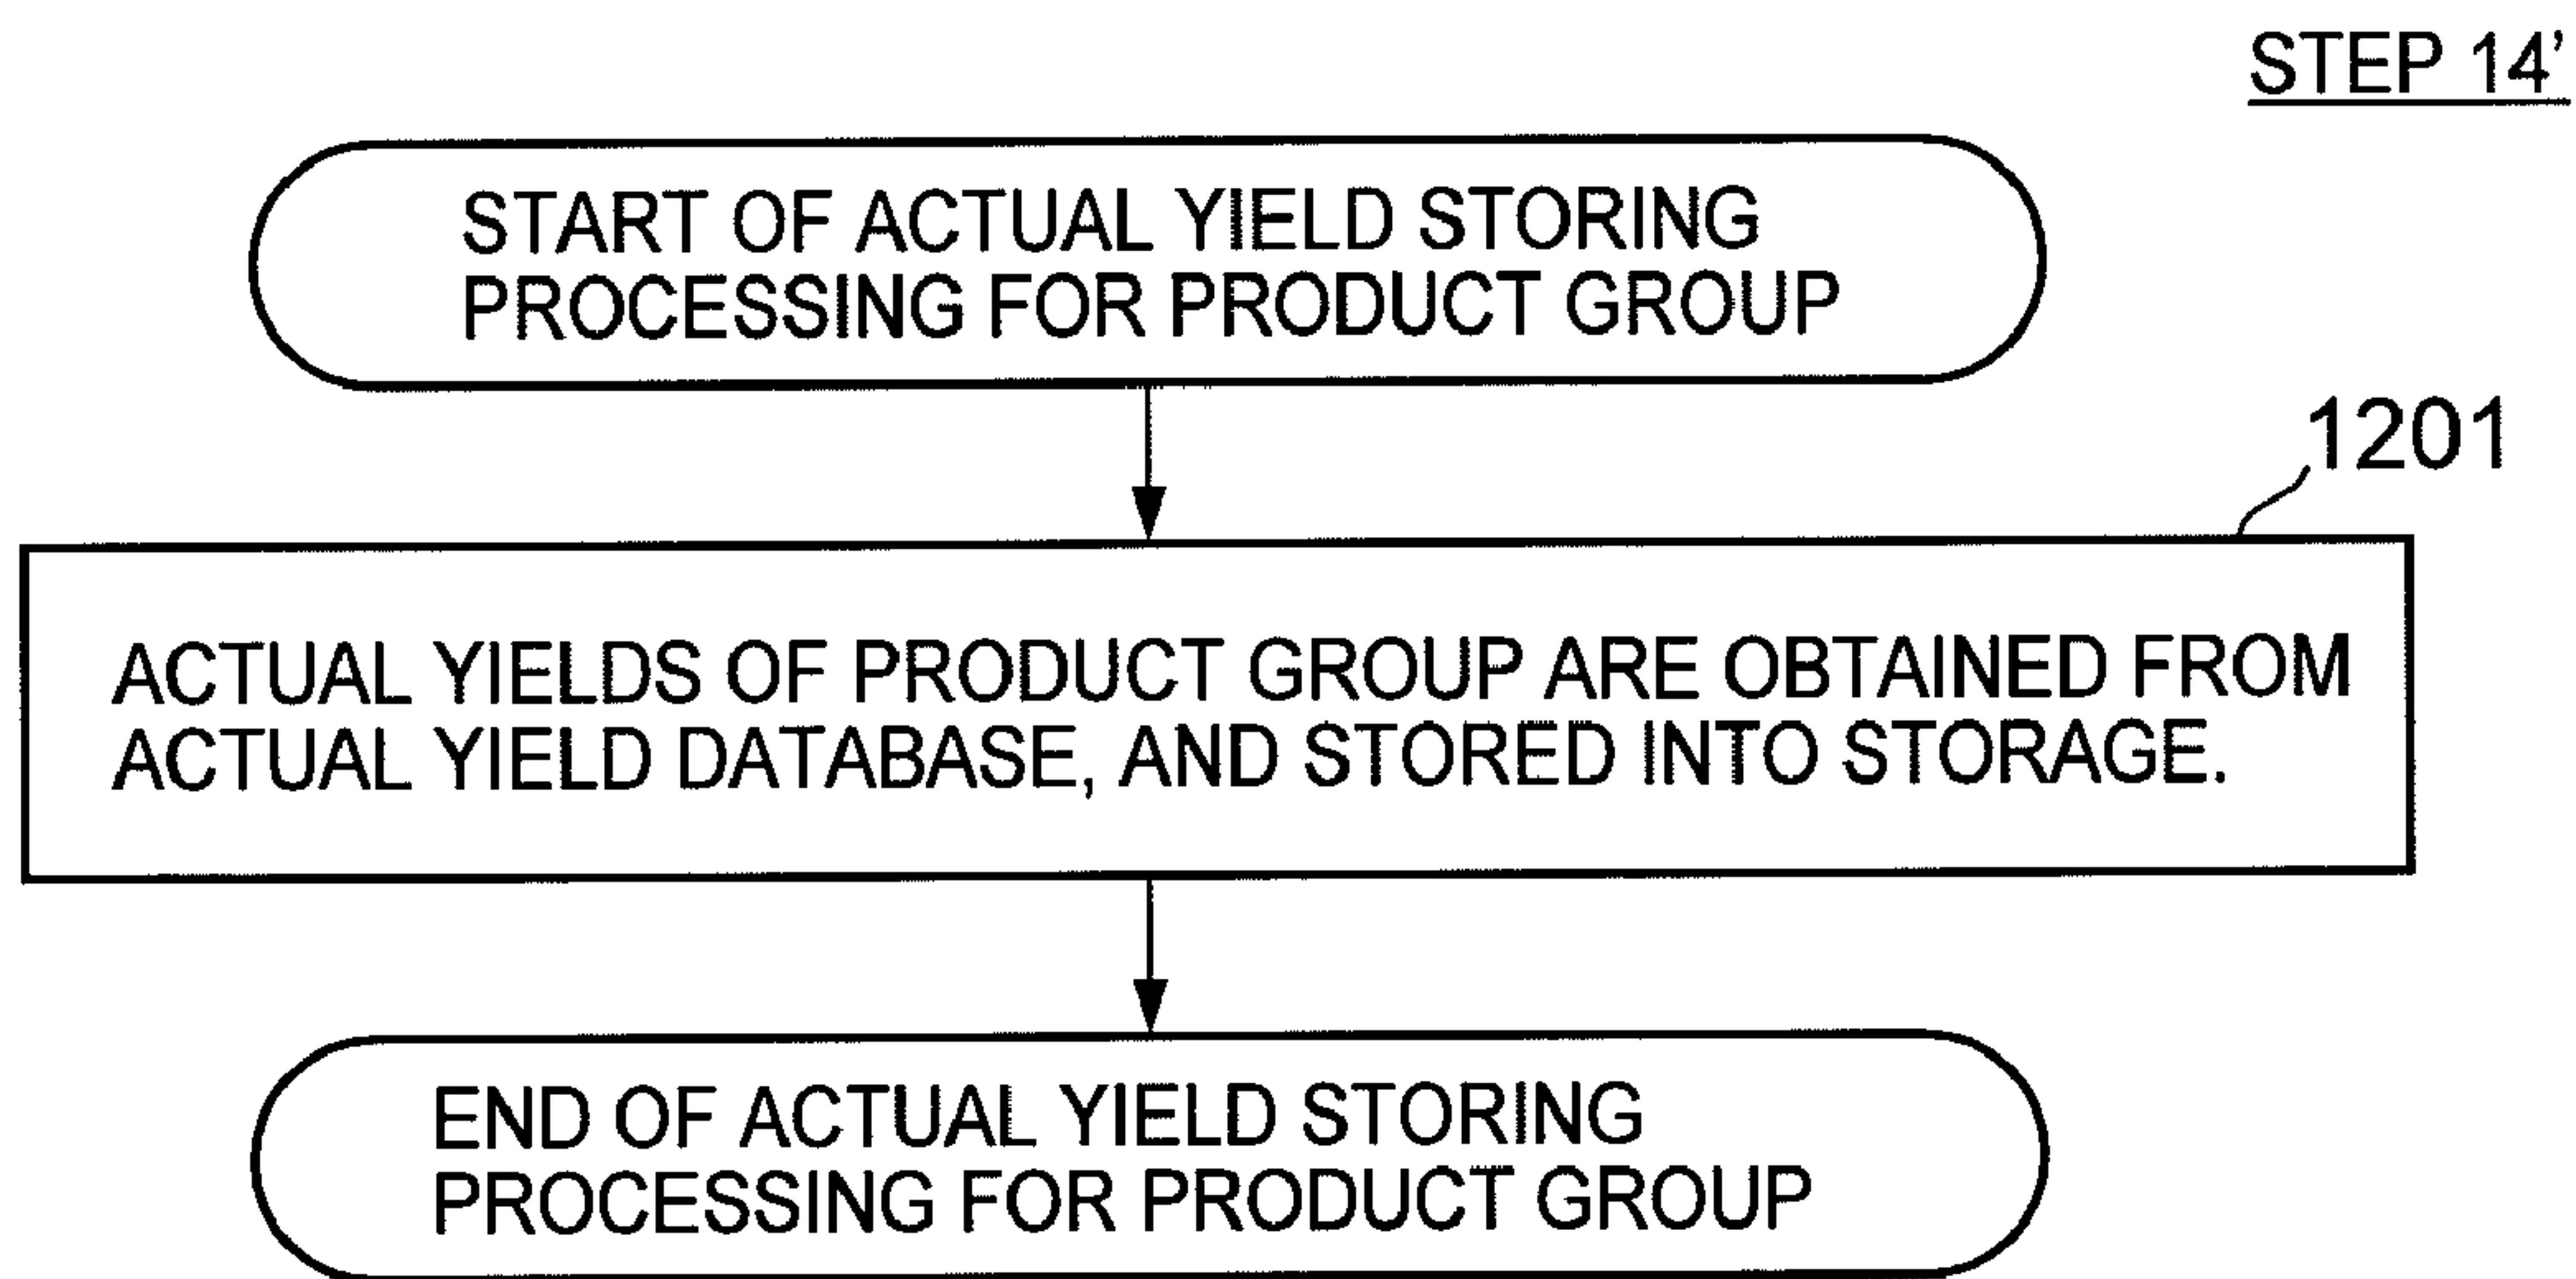 STEP 14’
START OF ACTUAL YIELD STORING
PROCESSING FOR PRODUCT GROUP
1201
ACTUAL YIELDS OF PRODUCT GROUP ARE OBTAINED FROM
ACTUAL YIELD DATABASE, AND STORED INTO STORAGE.
END OF ACTUAL YIELD STORING
PROCESSING FOR PRODUCT GROUP